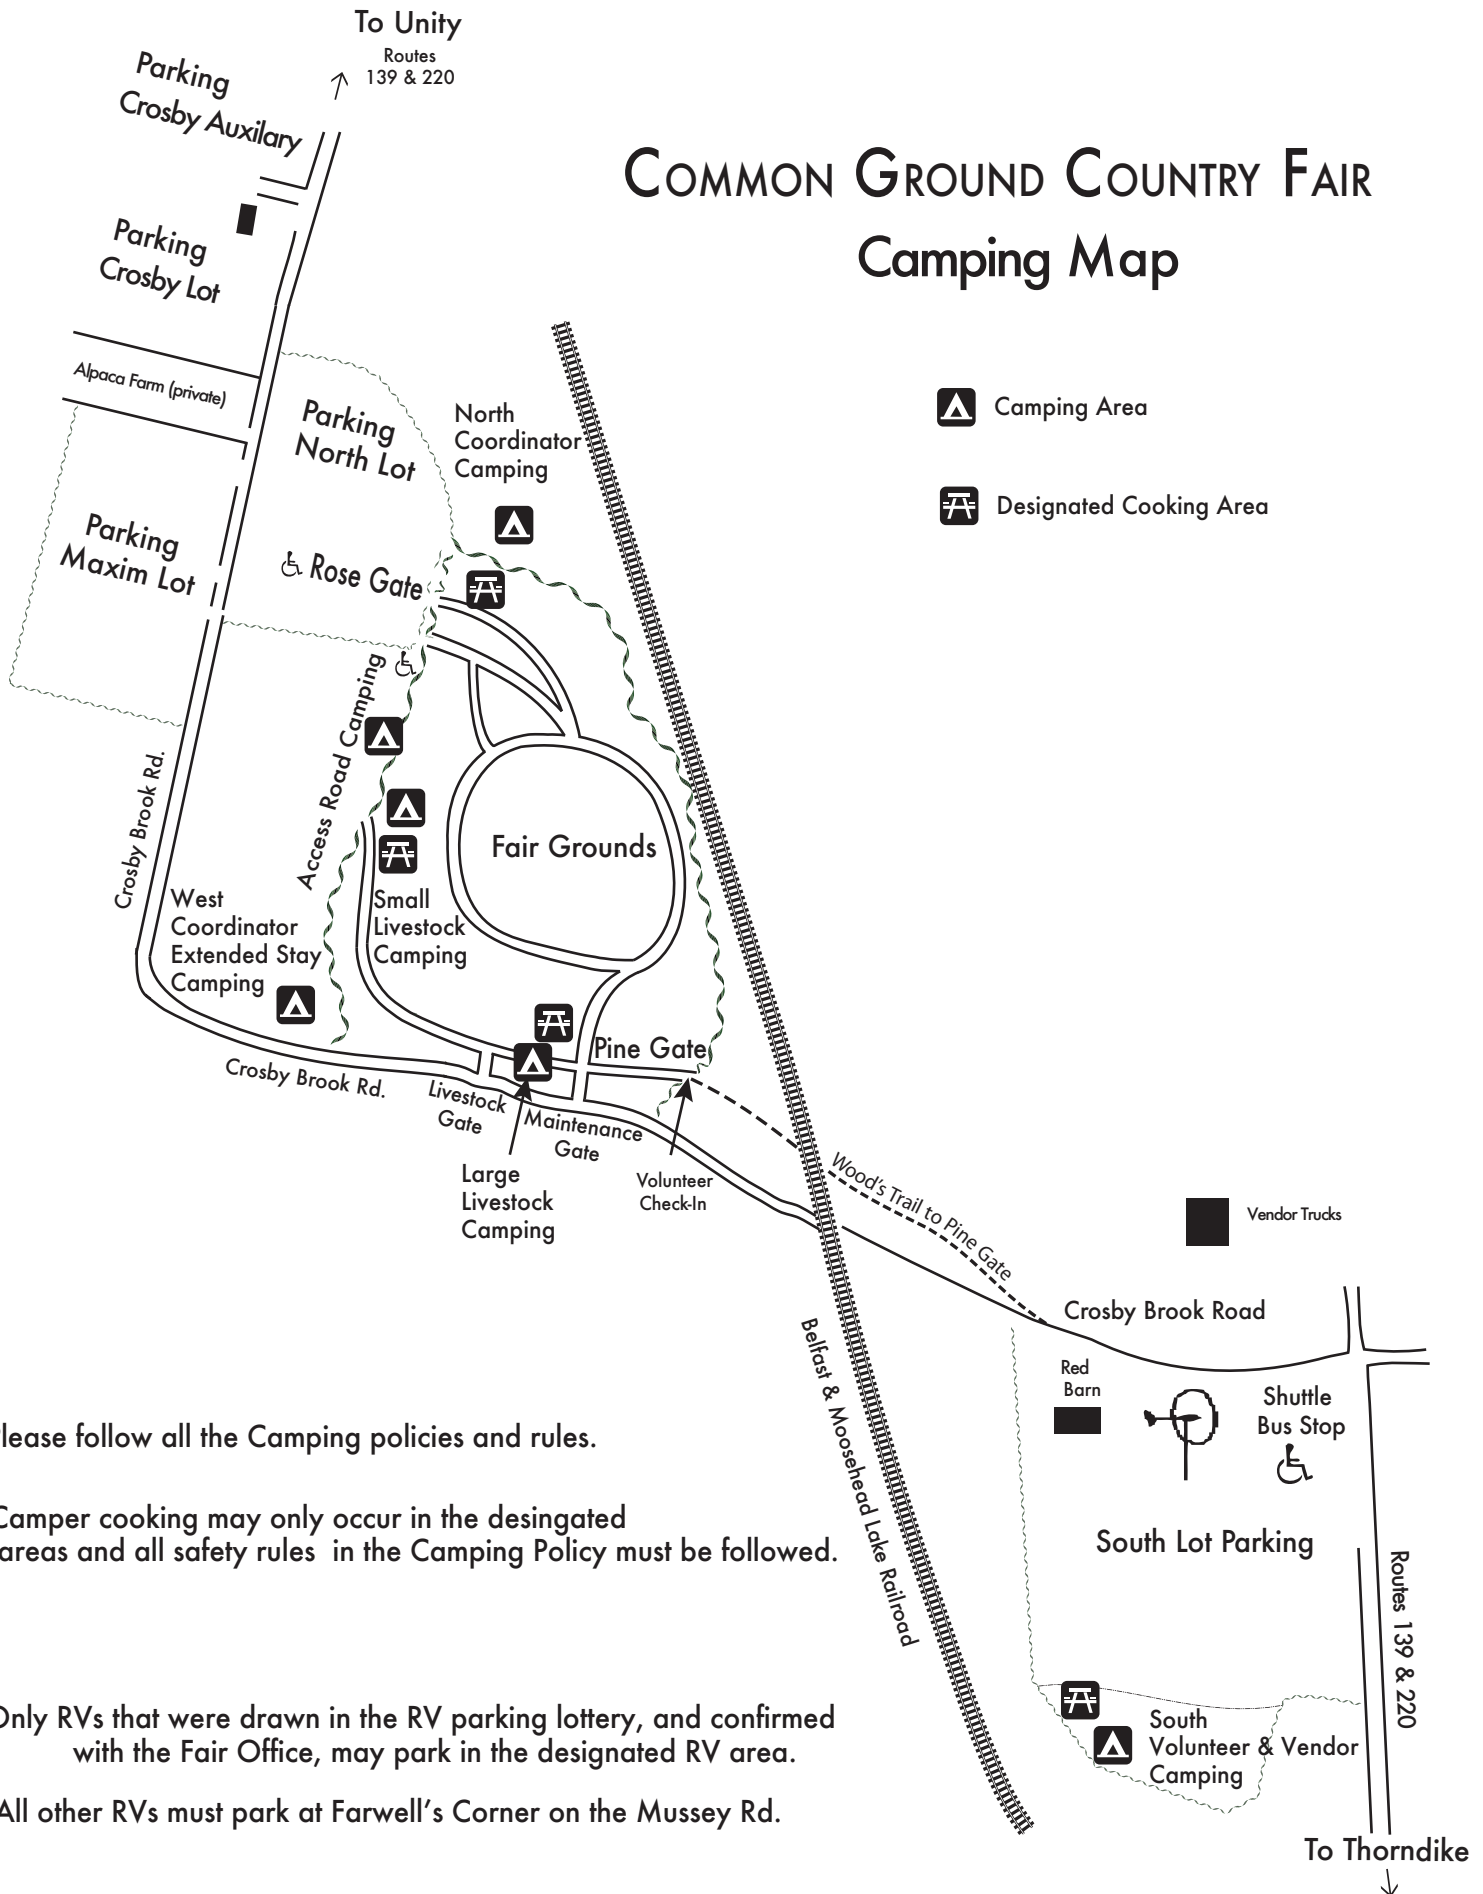 To Unity
Routes
139 & 220
Parking
Crosby Auxilary
COMMON GROUND COUNTRY FAIR
Camping Map
Parking
Crosby Lot
Alpaca Farm (private)
Camping Area
Designated Cooking Area
Parking
North Lot
North
Coordinator
Camping
Parking
Maxim Lot
Rose Gate
Access Road Camping
Crosby Brook Rd.
Fair Grounds
West
Coordinator
Extended Stay
Camping
Small
Livestock
Camping
Pine Gate
Crosby Brook Rd.
Livestock
Gate
Maintenance
Gate
Large
Livestock
Camping
Volunteer
Check-In
Wood's Trail to Pine Gate
Vendor Trucks
Crosby Brook Road
Belfast & Moosehead Lake Railroad
Red
Barn
Shuttle
Bus Stop
South Lot Parking
Routes 139 & 220
lease follow all the Camping policies and rules.
Camper cooking may only occur in the desingated
areas and all safety rules in the Camping Policy must be followed.
Only RVs that were drawn in the RV parking lottery, and confirmed
with the Fair Office, may park in the designated RV area.
All other RVs must park at Farwell's Corner on the Mussey Rd.
South
Volunteer & Vendor
Camping
To Thorndike